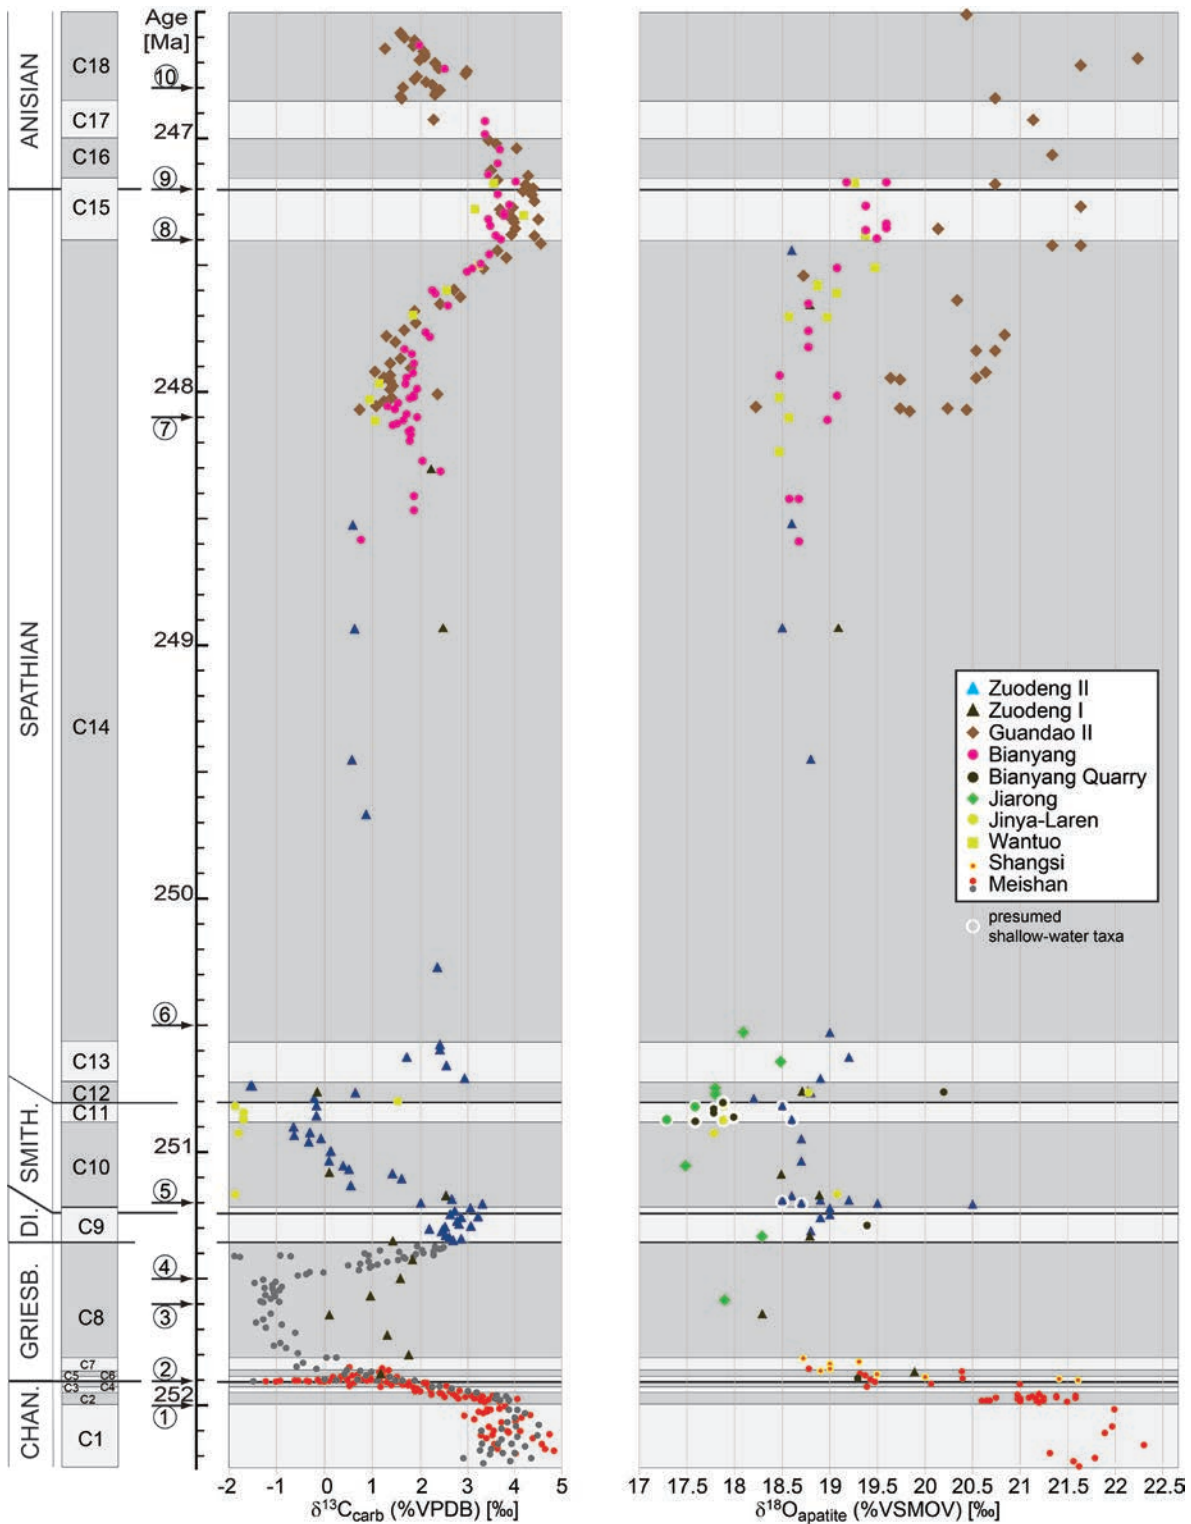 Age
[Ma]
ANISIAN
SPATHIAN
SMITH.
DI.
GRIESB.
CHAN.
C18
C17
C16
C15
C14
C13
C12
C11
C10
C9
C8
C7
C5 C6
C3 C4
C2
C1
10
247
9
8
248
7
249
250
6
251
5
4
3
2
252
1
Zuodeng II
Zuodeng I
Guandao II
Bianyang
Bianyang Quarry
Jiarong
Jinya-Laren
Wantuo
Shangsi
Meishan
presumed
shallow-water taxa
-2 -1 0 1 2 3 4 5
δ¹³Ccarb (%VPDB) [‰]
17 17.5 18 18.5 19 19.5 20 20.5 21 21.5 22 22.5
δ¹⁸Oapatite (%VSMOV) [‰]